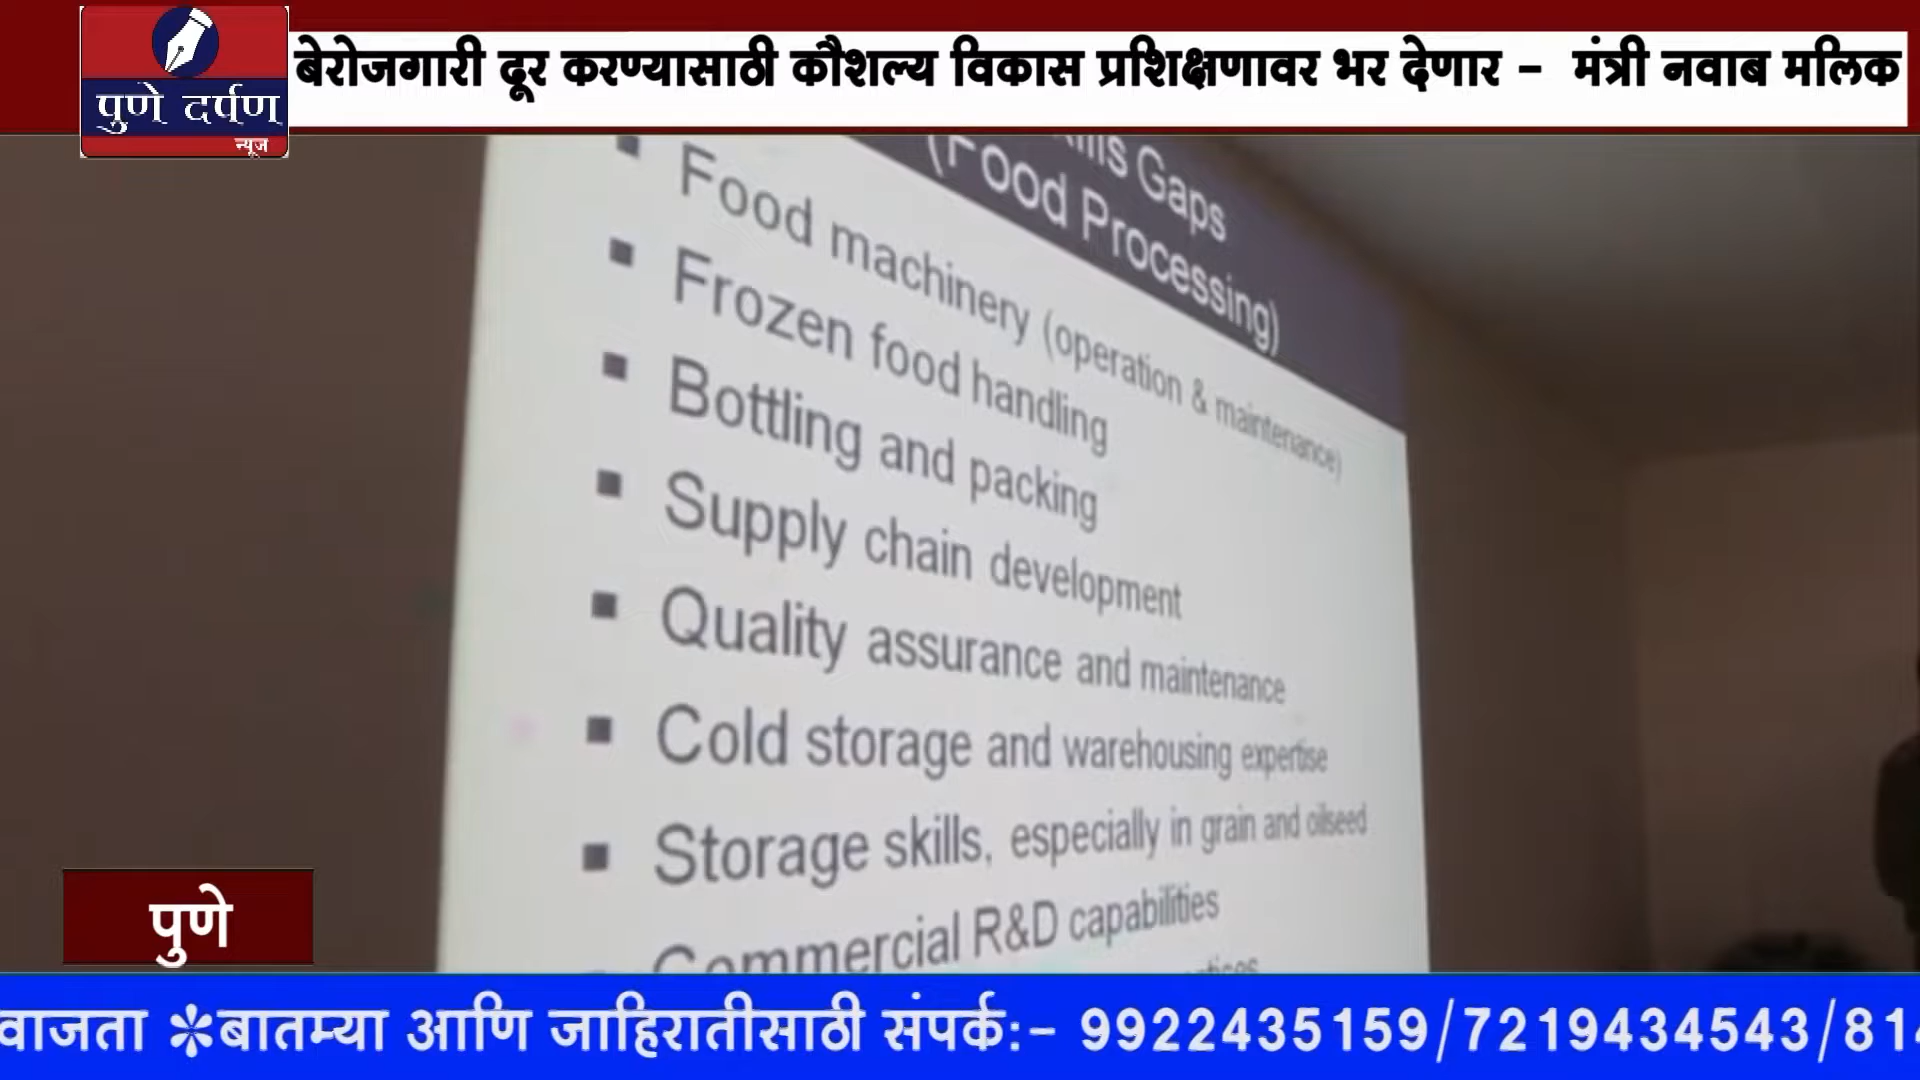 पुणे दर्पण
न्यूज
बेरोजगारी दूर करण्यासाठी कौशल्य विकास प्रशिक्षणावर भर देणार - मंत्री नवाब मलिक
Gaps
(Food Processing)
Food machinery (operation & maintenance)
Frozen food handling
Bottling and packing
Supply chain development
Quality assurance and maintenance
Cold storage and warehousing expertise
Storage skills, especially in grain and oilseed
Commercial R&D capabilities
पुणे
वाजता *बातम्या आणि जाहिरातीसाठी संपर्क:- 9922435159/7219434543/81